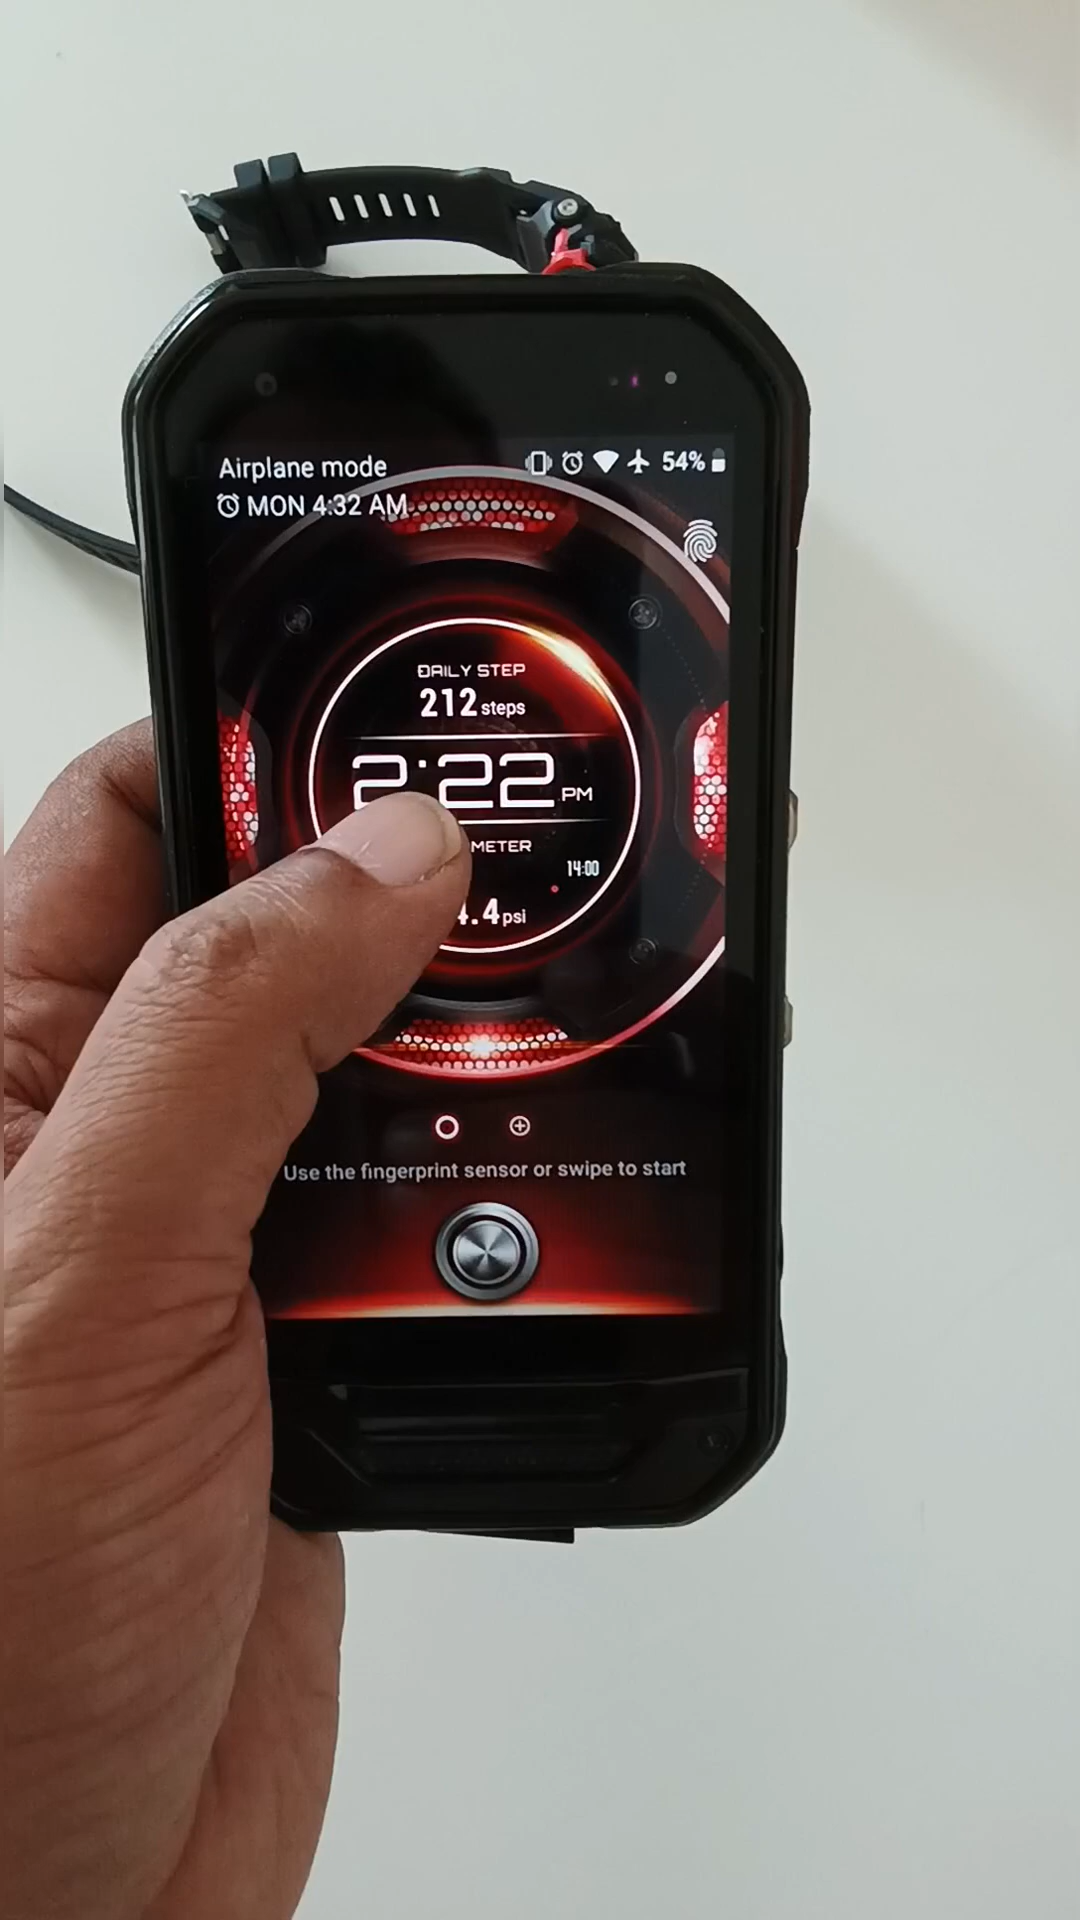 Airplane mode
54%
MON 4:32 AM
DAILY STEP
212 steps
2:22 PM
14:00
.4 psi
Use the fingerprint sensor or swipe to start